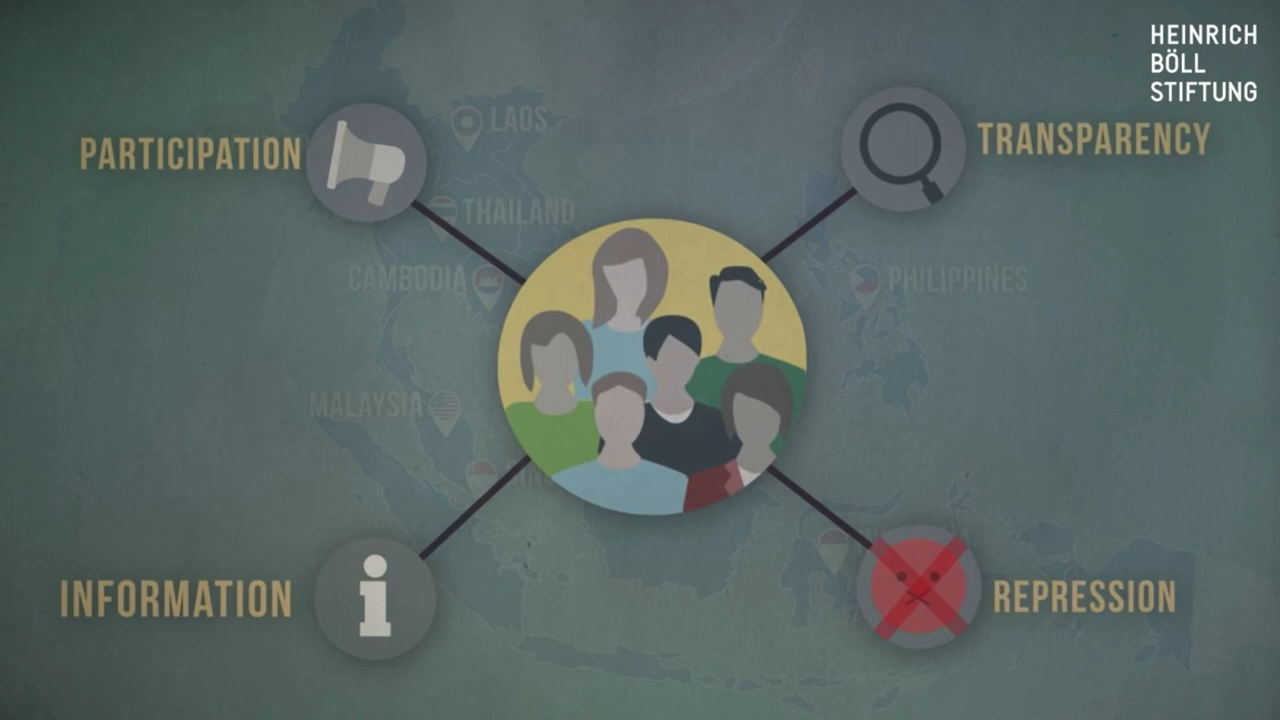 HEINRICH
BÖLL
STIFTUNG
PARTICIPATION
LAOS
TRANSPARENCY
THAILAND
CAMBODIA
PHILIPPINES
MALAYSIA
INFORMATION
REPRESSION